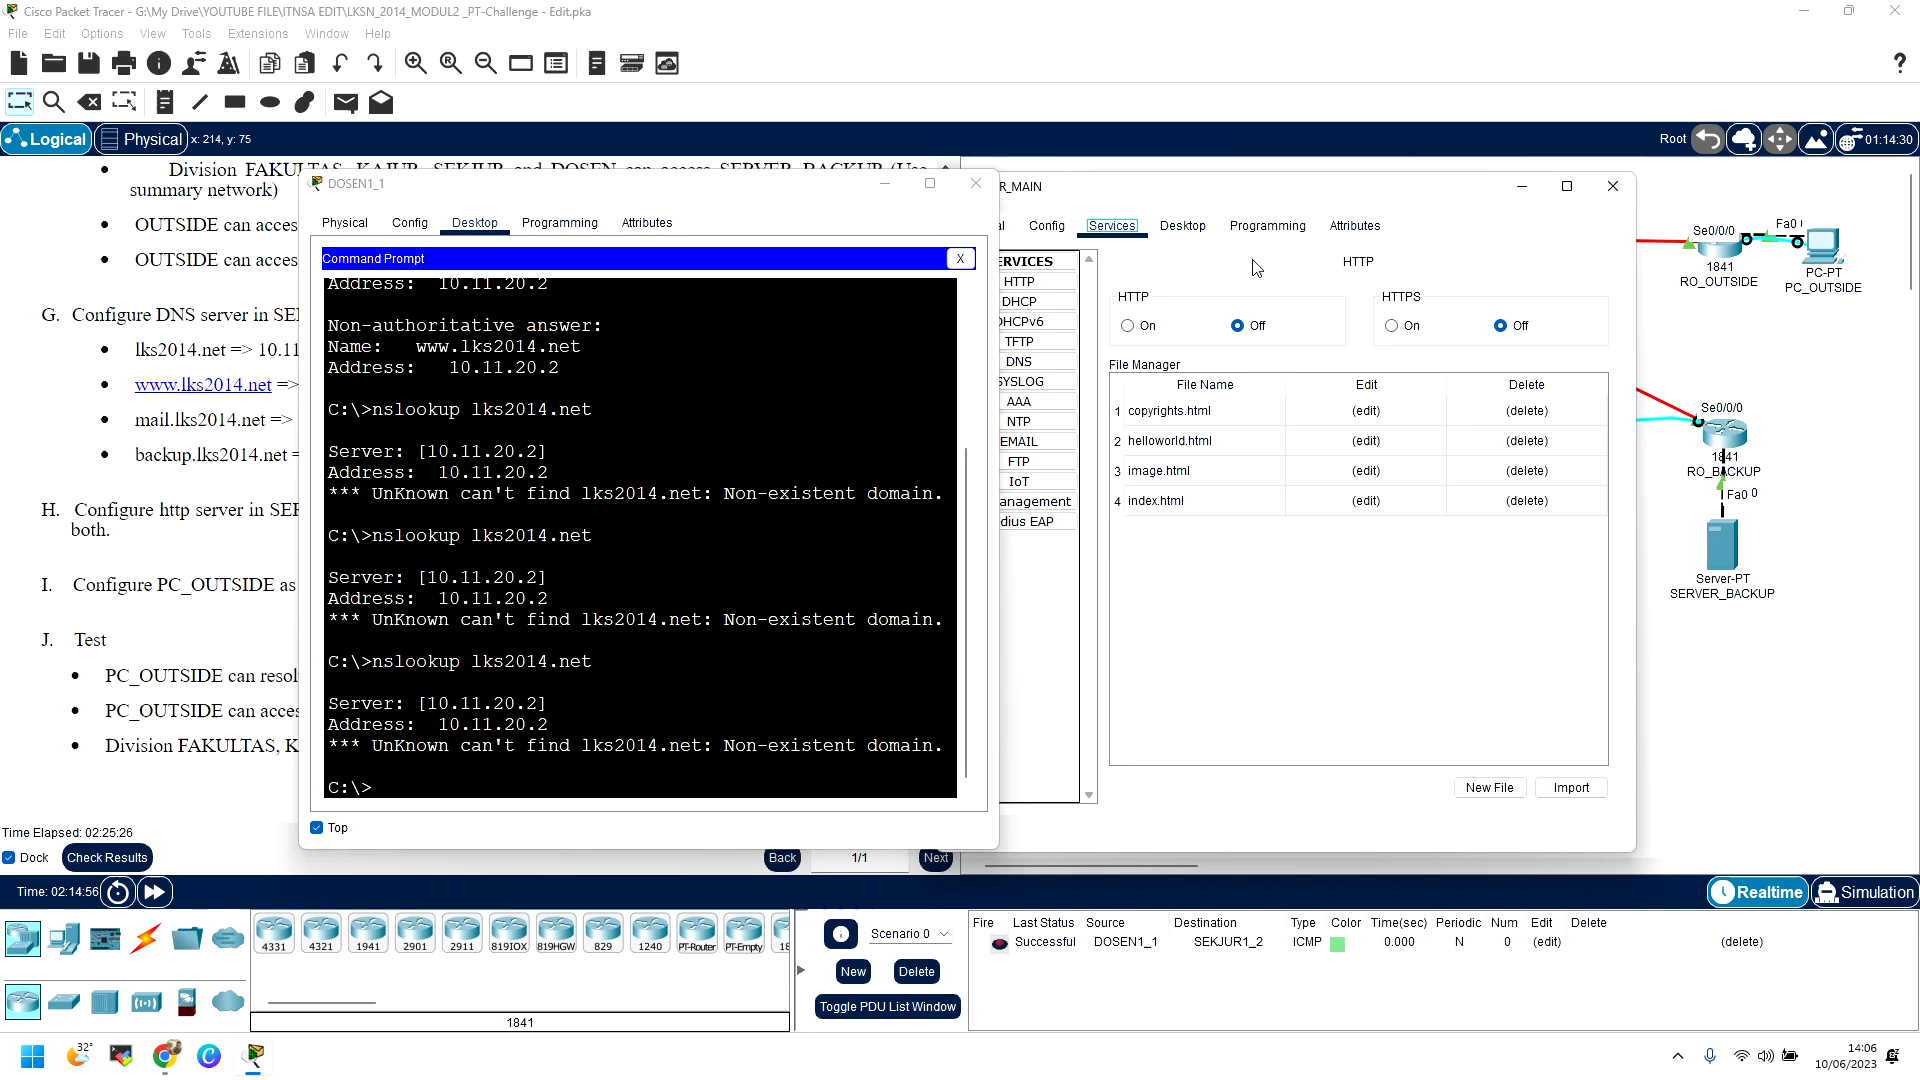 Cisco Packet Tracer - G:\My Drive\YOUTUBE FILE\ITNSA EDIT\LKSN_2014_MODUL2 _PT-Challenge - Edit.pka
File Edit Options View Tools Extensions Window Help
Logical Physical x: 214, y: 75
Root 01:14:30
summary network)
OUTSIDE can acces
OUTSIDE can acces
G. Configure DNS server in SE
lks2014.net => 10.11
www.lks2014.net =>
mail.lks2014.net =>
backup.lks2014.net =
H. Configure http server in SER
both.
I. Configure PC_OUTSIDE as
J. Test
PC_OUTSIDE can resol
PC_OUTSIDE can acces
Division FAKULTAS, K
Time Elapsed: 02:25:26
Dock Check Results
Back 1/1 Next
DOSEN1_1
Physical Config Desktop Programming Attributes
Command Prompt X
Address: 10.11.20.2
Non-authoritative answer:
Name: www.lks2014.net
Address: 10.11.20.2
C:\>nslookup lks2014.net
Server: [10.11.20.2]
Address: 10.11.20.2
*** UnKnown can't find lks2014.net: Non-existent domain.
C:\>nslookup lks2014.net
Server: [10.11.20.2]
Address: 10.11.20.2
*** UnKnown can't find lks2014.net: Non-existent domain.
C:\>nslookup lks2014.net
Server: [10.11.20.2]
Address: 10.11.20.2
*** UnKnown can't find lks2014.net: Non-existent domain.
C:\>
Top
R_MAIN
al Config Services Desktop Programming Attributes
ERVICES
HTTP
DHCP
DHCPv6
TFTP
DNS
SYSLOG
AAA
NTP
EMAIL
FTP
IoT
anagement
dius EAP
HTTP
HTTP HTTPS
On Off On Off
File Manager
File Name Edit Delete
1 copyrights.html (edit) (delete)
2 helloworld.html (edit) (delete)
3 image.html (edit) (delete)
4 index.html (edit) (delete)
New File Import
Se0/0/0 Fa0
1841
RO_OUTSIDE
PC-PT
PC_OUTSIDE
Se0/0/0
1841
RO_BACKUP
Fa0 0
Server-PT
SERVER_BACKUP
Time: 02:14:56 Realtime Simulation
4331 4321 1941 2901 2911 819IOX 819HGW 829 1240 PT-Router PT-Empty 18
1841
Scenario 0
New Delete
Toggle PDU List Window
Fire Last Status Source Destination Type Color Time(sec) Periodic Num Edit Delete
Successful DOSEN1_1 SEKJUR1_2 ICMP 0.000 N 0 (edit) (delete)
32°
14:06
10/06/2023